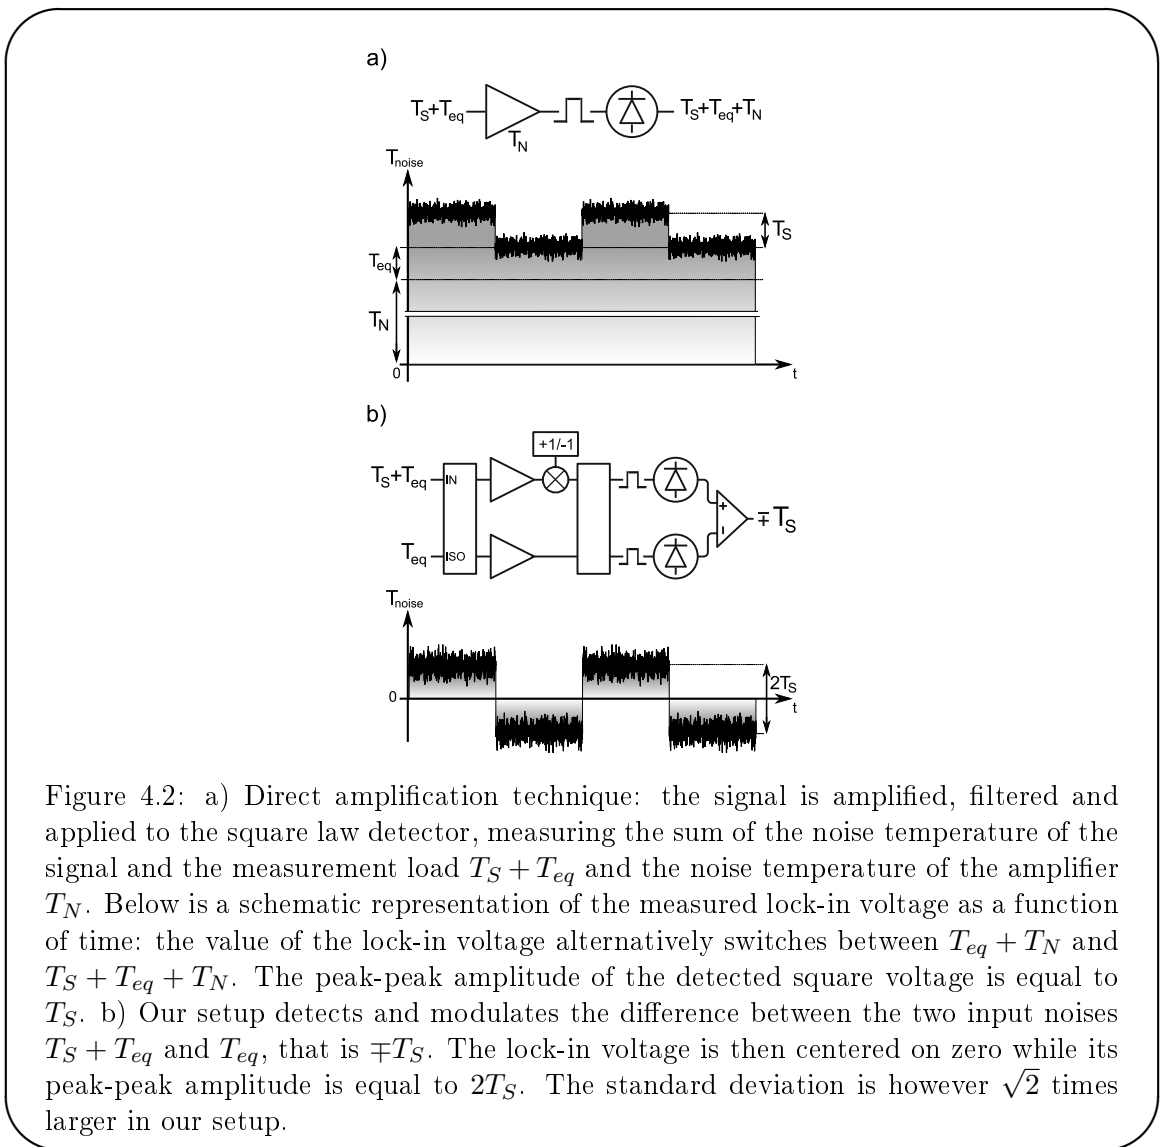 a)
T_S+T_eq
T_N
T_S+T_eq+T_N
T_noise
T_S
T_eq
T_N
0
t
b)
+1/-1
T_S+T_eq
IN
+
∓ T_S
-
T_eq
ISO
T_noise
2T_S
0
t
Figure 4.2: a) Direct amplification technique: the signal is amplified, filtered and
applied to the square law detector, measuring the sum of the noise temperature of the
signal and the measurement load T_S + T_eq and the noise temperature of the amplifier
T_N. Below is a schematic representation of the measured lock-in voltage as a function
of time: the value of the lock-in voltage alternatively switches between T_eq + T_N and
T_S + T_eq + T_N. The peak-peak amplitude of the detected square voltage is equal to
T_S. b) Our setup detects and modulates the difference between the two input noises
T_S + T_eq and T_eq, that is ∓T_S. The lock-in voltage is then centered on zero while its
peak-peak amplitude is equal to 2T_S. The standard deviation is however √2 times
larger in our setup.